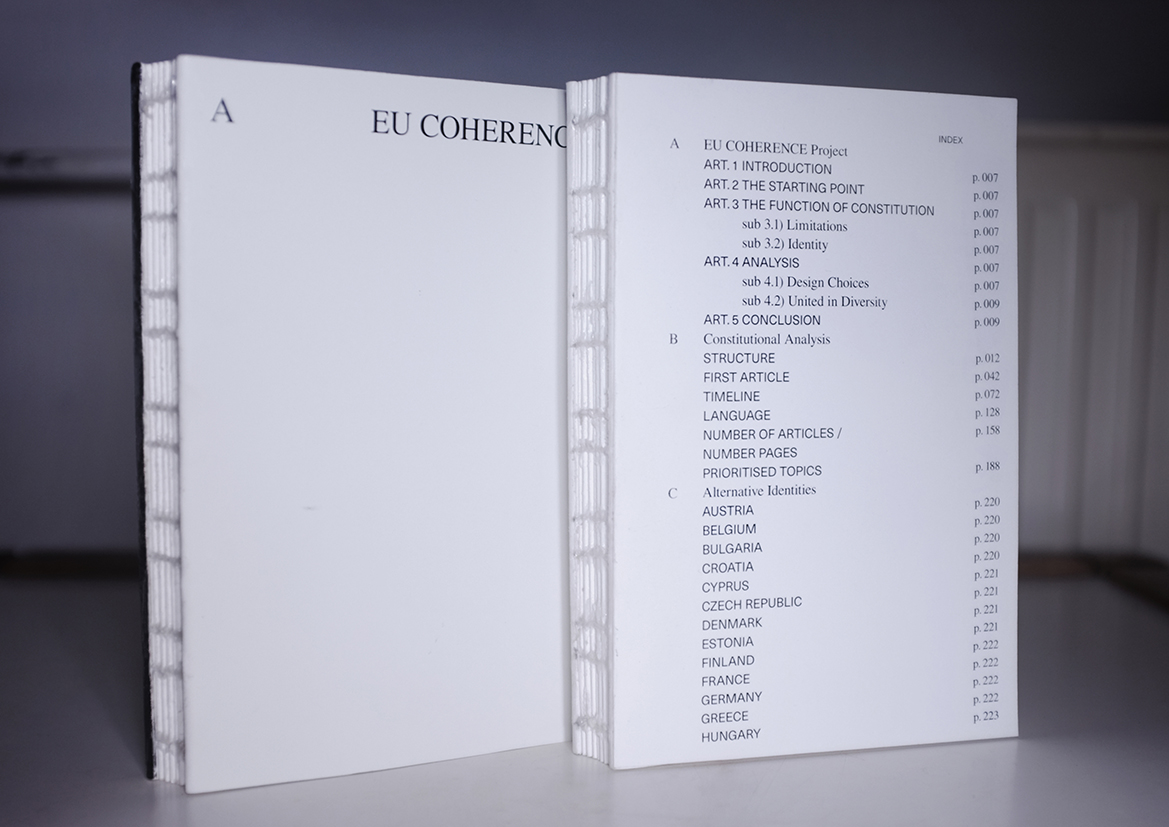 A EU COHERENC
INDEX
A EU COHERENCE Project
ART. 1 INTRODUCTION p. 007
ART. 2 THE STARTING POINT p. 007
ART. 3 THE FUNCTION OF CONSTITUTION p. 007
sub 3.1) Limitations p. 007
sub 3.2) Identity p. 007
ART. 4 ANALYSIS p. 007
sub 4.1) Design Choices p. 007
sub 4.2) United in Diversity p. 009
ART. 5 CONCLUSION p. 009
B Constitutional Analysis
STRUCTURE p. 012
FIRST ARTICLE p. 042
TIMELINE p. 072
LANGUAGE p. 128
NUMBER OF ARTICLES / p. 158
NUMBER PAGES
PRIORITISED TOPICS p. 188
C Alternative Identities
AUSTRIA p. 220
BELGIUM p. 220
BULGARIA p. 220
CROATIA p. 220
CYPRUS p. 221
CZECH REPUBLIC p. 221
DENMARK p. 221
ESTONIA p. 221
FINLAND p. 222
FRANCE p. 222
GERMANY p. 222
GREECE p. 222
HUNGARY p. 223